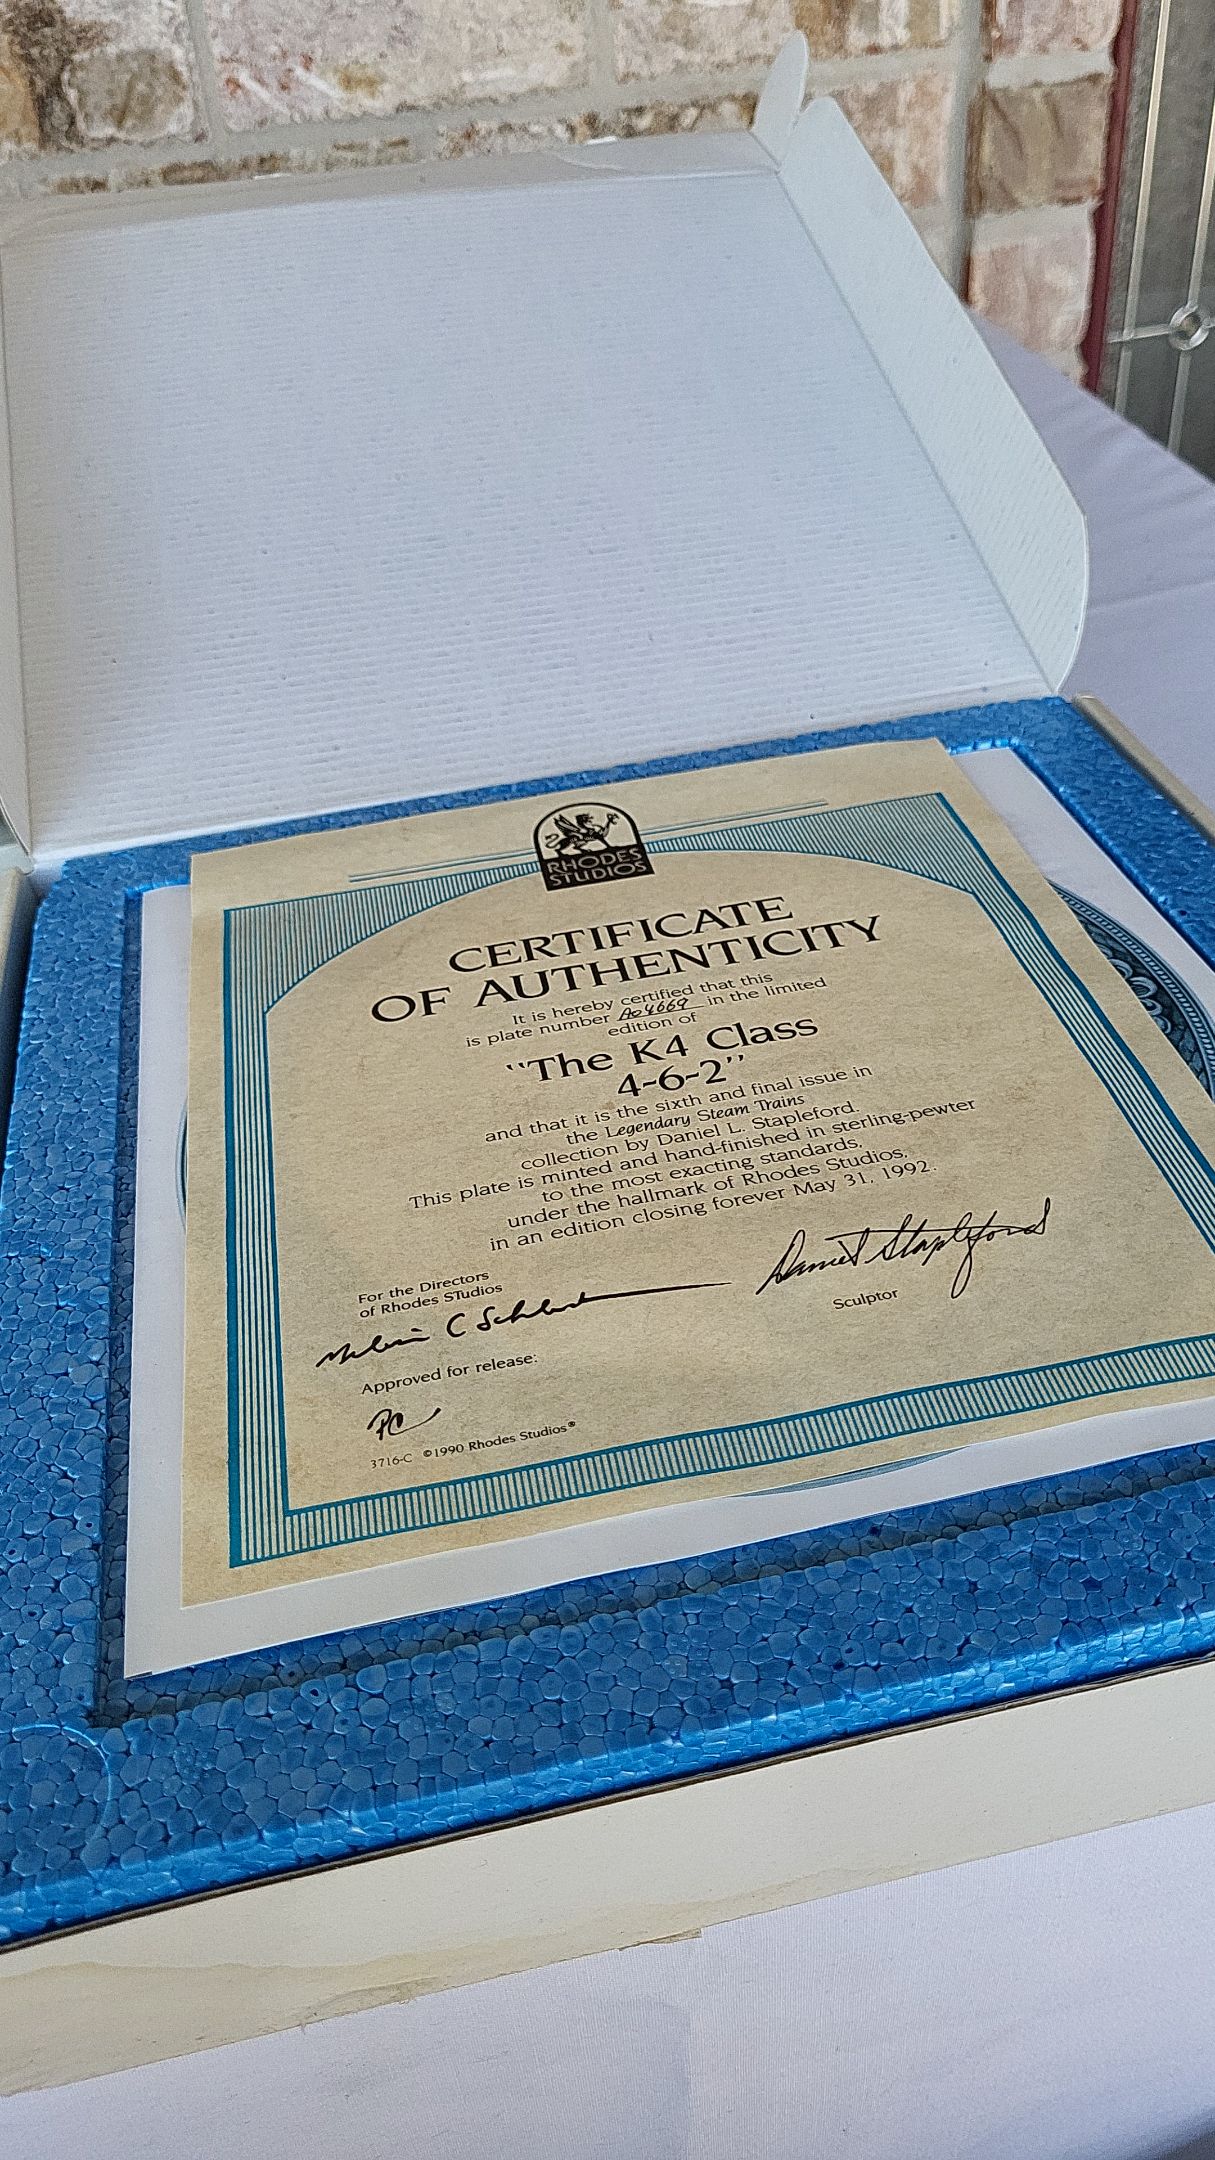 RHODES
STUDIOS
CERTIFICATE
OF AUTHENTICITY
It is hereby certified that this
is plate number A04669 in the limited
edition of
"The K4 Class
4-6-2"
and that it is the sixth and final issue in
the Legendary Steam Trains
collection by Daniel L. Stapleford.
This plate is minted and hand-finished in sterling-pewter
to the most exacting standards,
under the hallmark of Rhodes Studios,
in an edition closing forever May 31, 1992.
For the Directors
of Rhodes STudios
Daniel Stapleford
Sculptor
Approved for release:
PC
3716-C ©1990 Rhodes Studios®